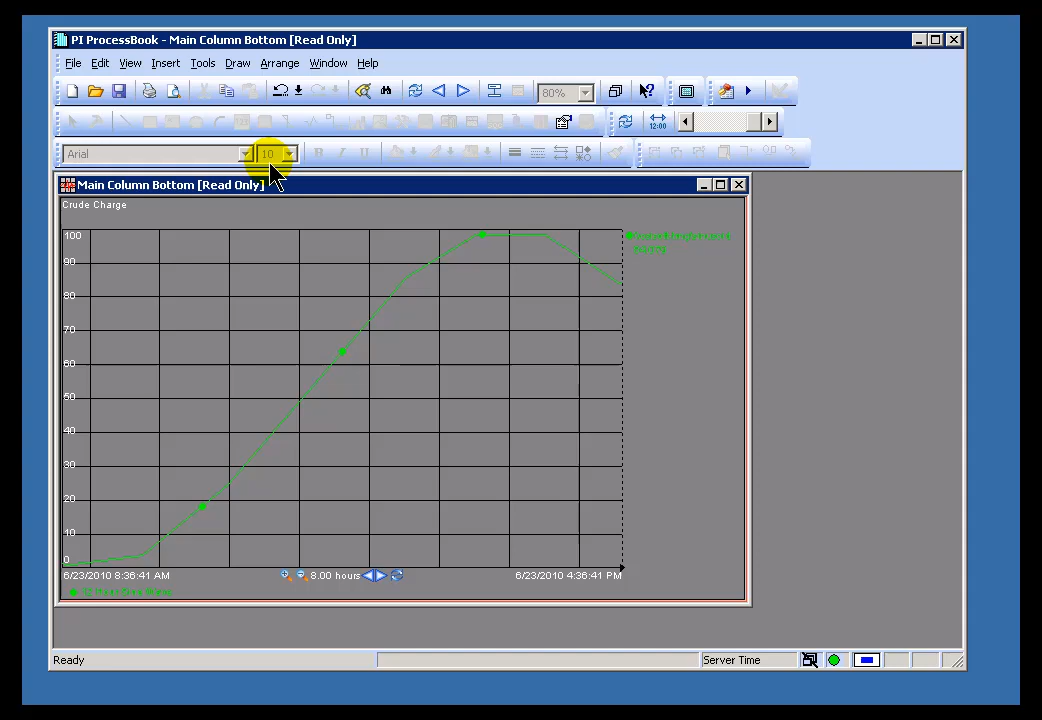 PI ProcessBook - Main Column Bottom [Read Only]
File Edit View Insert Tools Draw Arrange Window Help
80%
12:00
Arial 10 B I U
Main Column Bottom [Read Only]
Crude Charge
100
90
80
70
60
50
40
30
20
10
0
6/23/2010 8:36:41 AM 8.00 hours 6/23/2010 4:36:41 PM
Ready Server Time